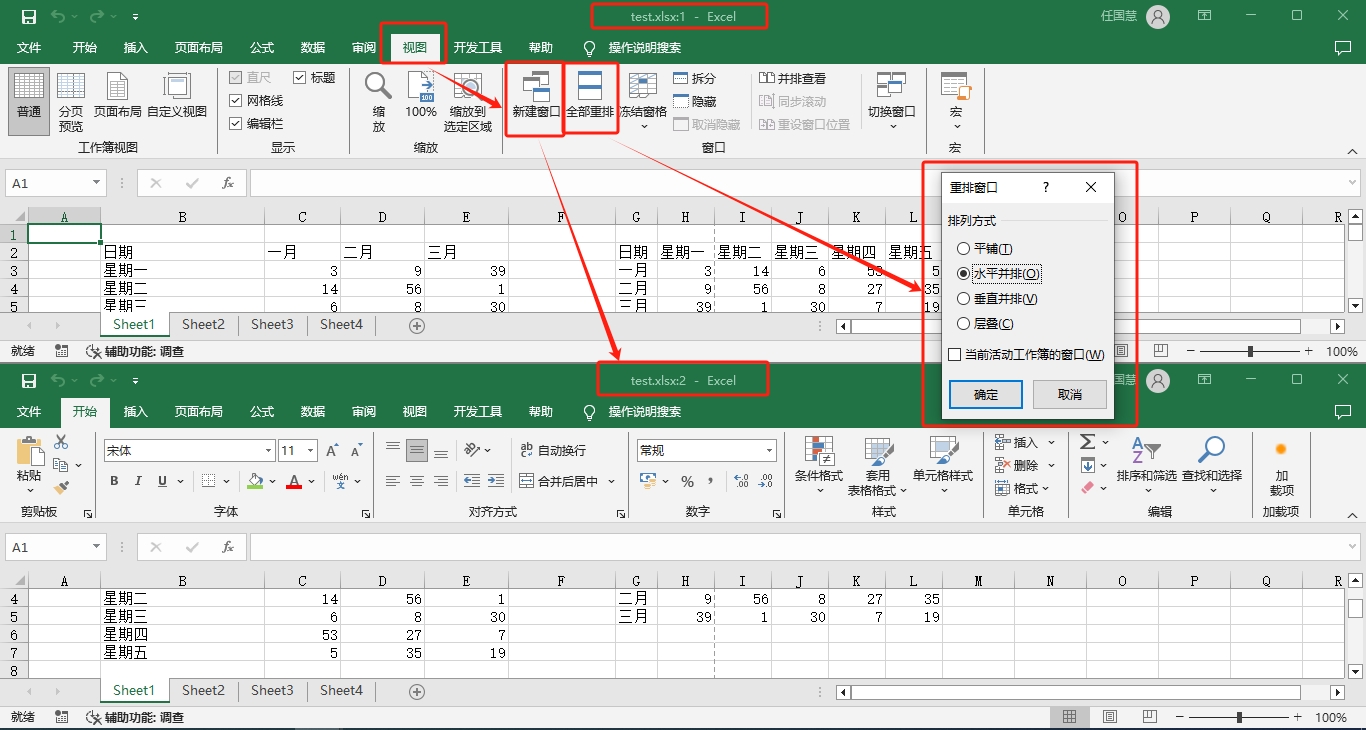 test.xlsx:1 - Excel
任国慧
文件 开始 插入 页面布局 公式 数据 审阅 视图 开发工具 帮助 操作说明搜索
普通 分页预览 页面布局 自定义视图
工作簿视图
直尺 标题
网格线
编辑栏
显示
缩放 100% 缩放到选定区域
缩放
新建窗口 全部重排 冻结窗格
拆分 并排查看
隐藏 同步滚动
取消隐藏 重设窗口位置
切换窗口
窗口
宏
宏
A1 fx
A B C D E F G H I J K L O P Q R
1
2 日期 一月 二月 三月 日期 星期一 星期二 星期三 星期四 星期五
3 星期一 3 9 39 一月 3 14 6 53 5
4 星期二 14 56 1 二月 9 56 8 27 35
5 星期三 6 8 30 三月 39 1 30 7 19
Sheet1 Sheet2 Sheet3 Sheet4
就绪 辅助功能: 调查 100%
重排窗口 ?
排列方式
平铺(T)
水平并排(O)
垂直并排(V)
层叠(C)
当前活动工作簿的窗口(W)
确定 取消
test.xlsx:2 - Excel
国慧
文件 开始 插入 页面布局 公式 数据 审阅 视图 开发工具 帮助 操作说明搜索
粘贴
剪贴板
宋体 11 A A
B I U A wén 文
字体
ab 自动换行
合并后居中
对齐方式
常规
% , .00 .00
数字
条件格式 套用表格格式 单元格样式
样式
插入
删除
格式
单元格
Σ
排序和筛选 查找和选择
编辑
加载项
加载项
A1 fx
A B C D E F G H I J K L M N O P Q R
4 星期二 14 56 1 二月 9 56 8 27 35
5 星期三 6 8 30 三月 39 1 30 7 19
6 星期四 53 27 7
7 星期五 5 35 19
8
Sheet1 Sheet2 Sheet3 Sheet4
就绪 辅助功能: 调查 100%